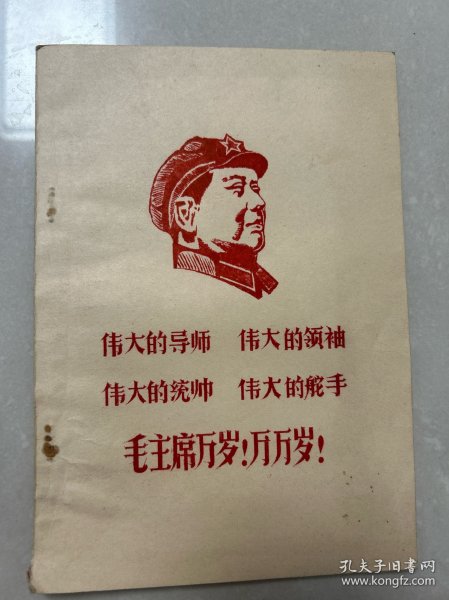 伟大的导师 伟大的领袖
伟大的统帅 伟大的舵手
毛主席万岁!万万岁!
孔夫子旧书网
www.kongfz.com